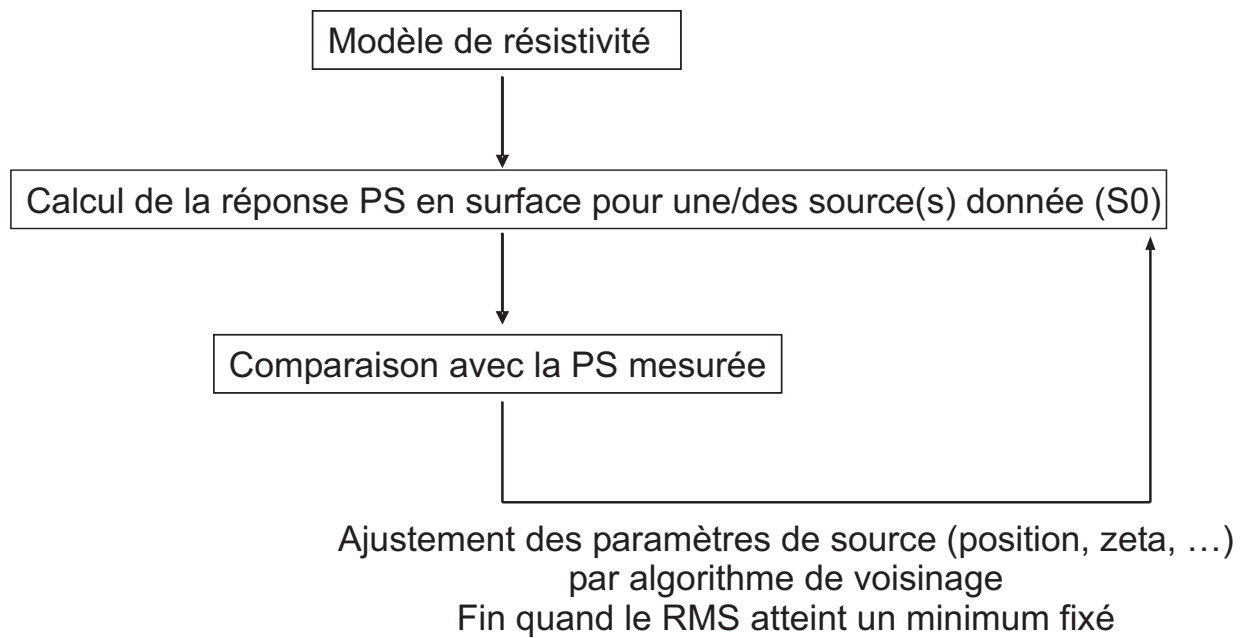 Modèle de résistivité
Calcul de la réponse PS en surface pour une/des source(s) donnée (S0)
Comparaison avec la PS mesurée
Ajustement des paramètres de source (position, zeta, …)
par algorithme de voisinage
Fin quand le RMS atteint un minimum fixé